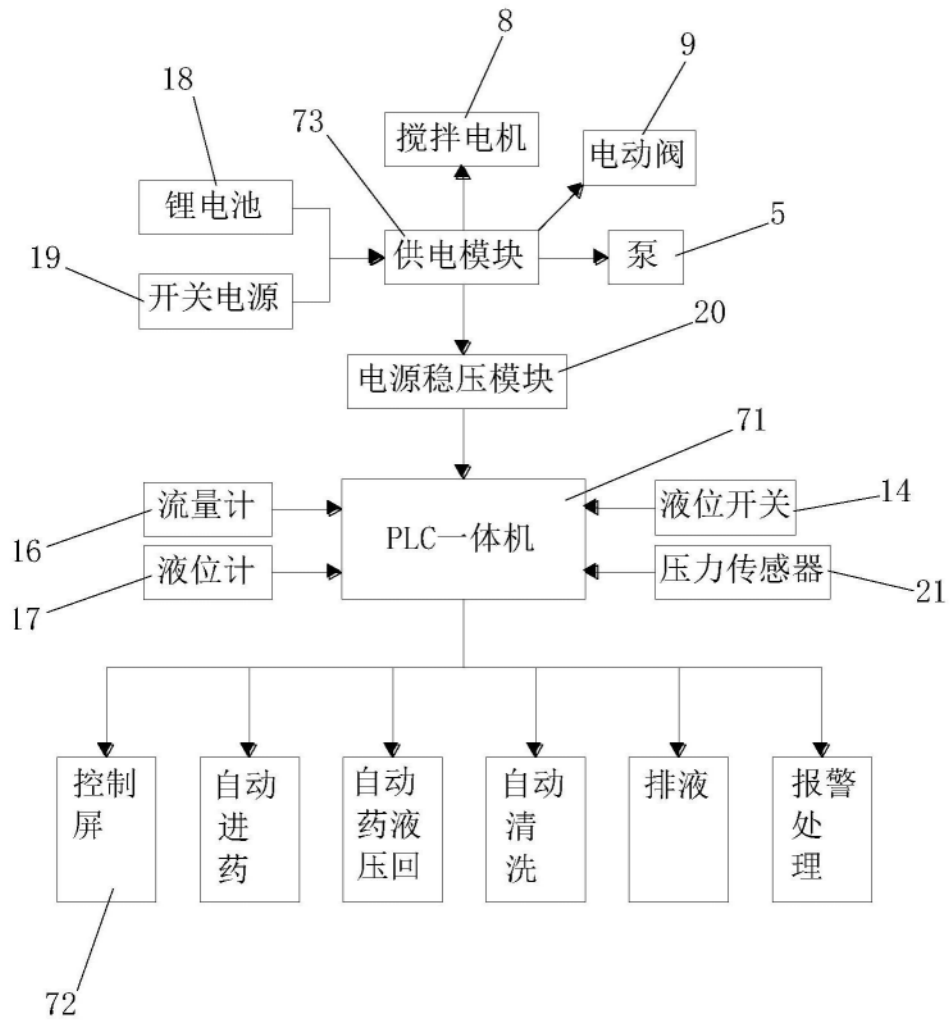 8
9
18
73
搅拌电机
电动阀
锂电池
5
供电模块
泵
19
开关电源
20
电源稳压模块
71
流量计
液位开关
14
16
PLC一体机
液位计
压力传感器
17
21
控制
屏
自动
进
药
自动
药液
压回
自动
清
洗
排液
报警
处
理
72